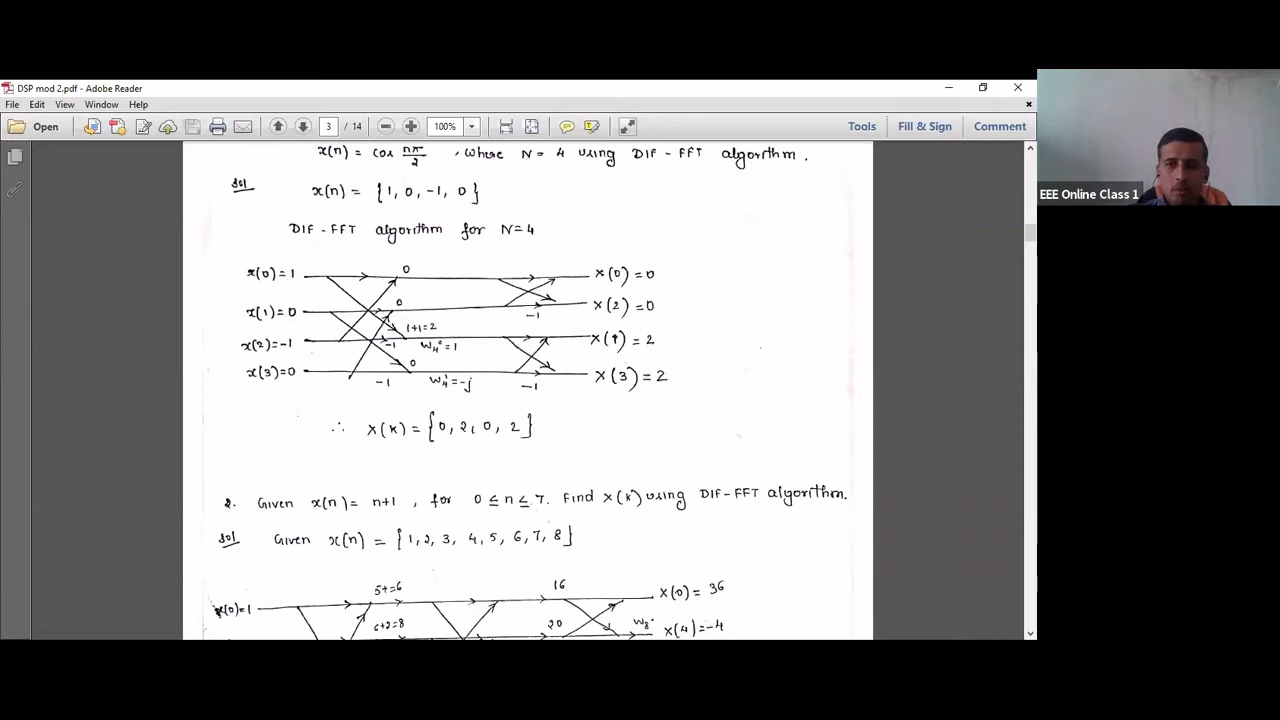 DSP mod 2.pdf - Adobe Reader
File Edit View Window Help
Open 3 / 14 100% Tools Fill & Sign Comment
x(n) = cos nπ/2 , where N = 4 using DIF - FFT algorithm.
Sol x(n) = {1, 0, -1, 0}
DIF - FFT algorithm for N=4
x(0)=1 0 X(0) = 0
x(1)=0 0 X(2) = 0
1+1=2 -1
x(2)=-1 -1 W4⁰=1 X(1) = 2
x(3)=0 0 X(3) = 2
-1 W4¹=-j -1
∴ X(k) = {0, 2, 0, 2}
2. Given x(n) = n+1 , for 0 ≤ n ≤ 7. Find X(k) using DIF-FFT algorithm.
Sol Given x(n) = {1, 2, 3, 4, 5, 6, 7, 8}
x(0)=1 5+=6 16 X(0) = 36
6+2=8 20 W8⁰ X(4) = -4
EEE Online Class 1